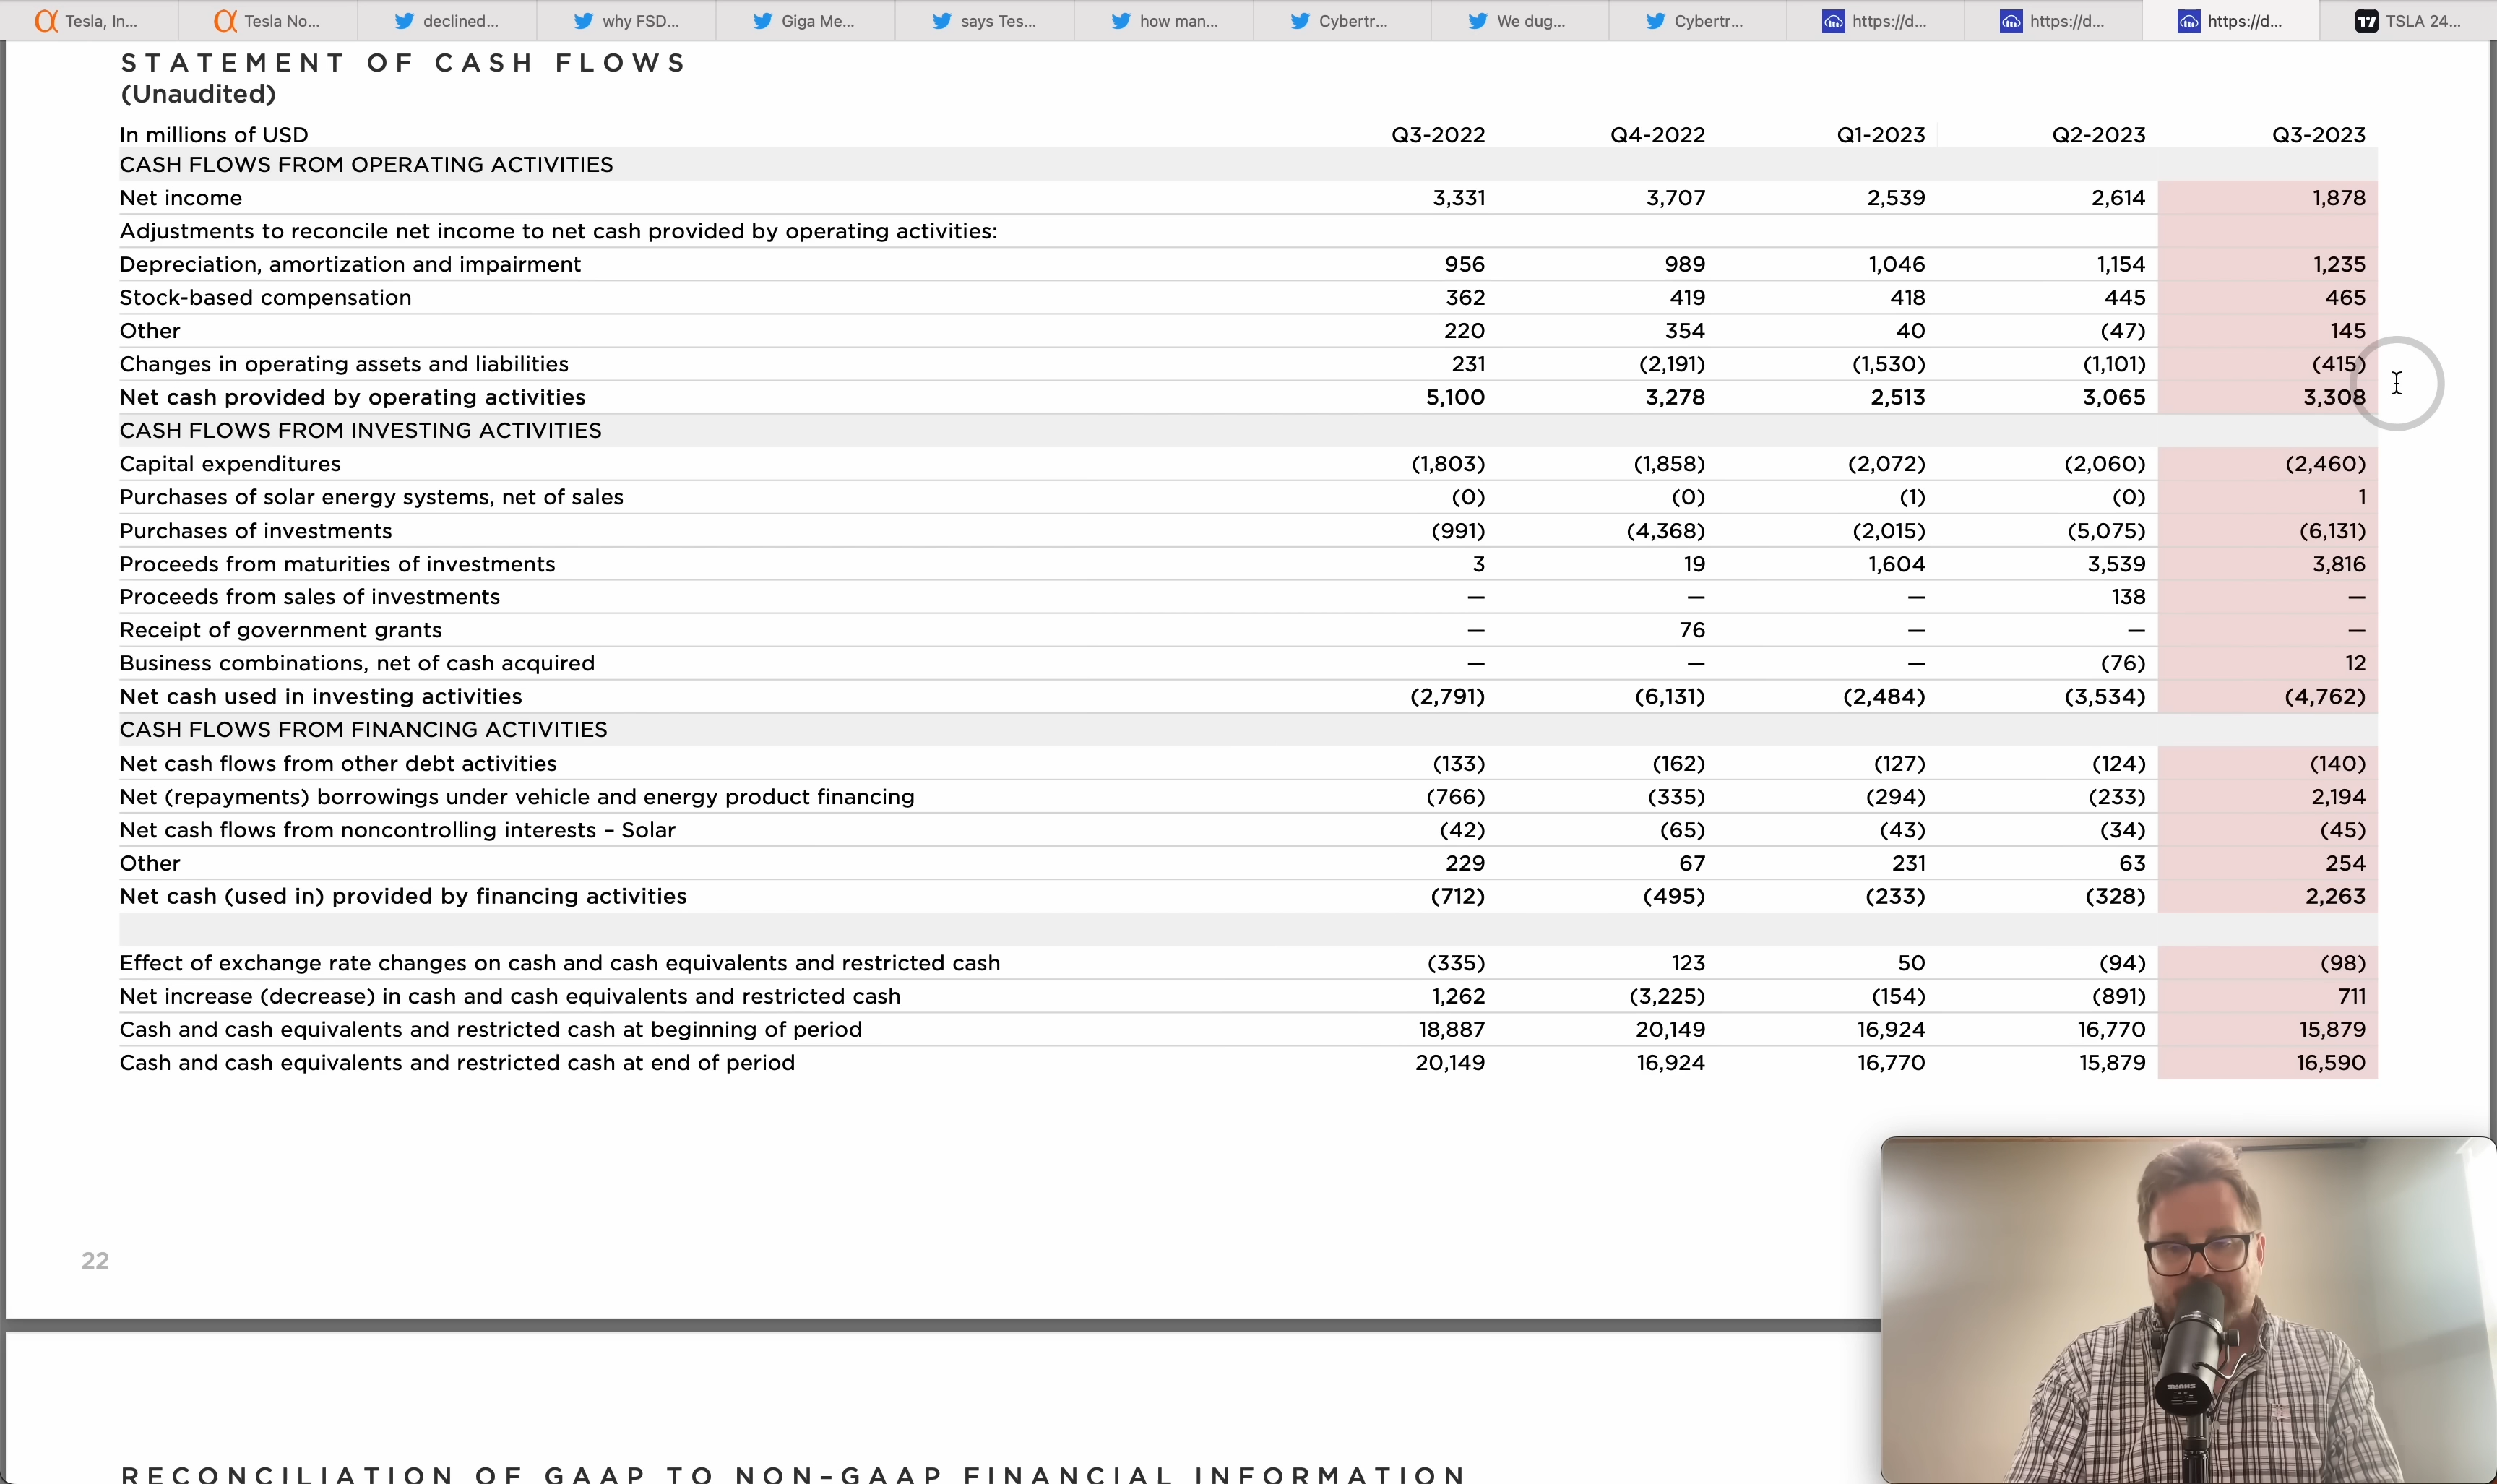 Tesla, In... Tesla No... declined... why FSD... Giga Me... says Tes... how man... Cybertr... We dug... Cybertr... https://d... https://d... https://d... TSLA 24...
STATEMENT OF CASH FLOWS
(Unaudited)
In millions of USD Q3-2022 Q4-2022 Q1-2023 Q2-2023 Q3-2023
CASH FLOWS FROM OPERATING ACTIVITIES
Net income 3,331 3,707 2,539 2,614 1,878
Adjustments to reconcile net income to net cash provided by operating activities:
Depreciation, amortization and impairment 956 989 1,046 1,154 1,235
Stock-based compensation 362 419 418 445 465
Other 220 354 40 (47) 145
Changes in operating assets and liabilities 231 (2,191) (1,530) (1,101) (415)
Net cash provided by operating activities 5,100 3,278 2,513 3,065 3,308
CASH FLOWS FROM INVESTING ACTIVITIES
Capital expenditures (1,803) (1,858) (2,072) (2,060) (2,460)
Purchases of solar energy systems, net of sales (0) (0) (1) (0) 1
Purchases of investments (991) (4,368) (2,015) (5,075) (6,131)
Proceeds from maturities of investments 3 19 1,604 3,539 3,816
Proceeds from sales of investments — — — 138 —
Receipt of government grants — 76 — — —
Business combinations, net of cash acquired — — — (76) 12
Net cash used in investing activities (2,791) (6,131) (2,484) (3,534) (4,762)
CASH FLOWS FROM FINANCING ACTIVITIES
Net cash flows from other debt activities (133) (162) (127) (124) (140)
Net (repayments) borrowings under vehicle and energy product financing (766) (335) (294) (233) 2,194
Net cash flows from noncontrolling interests – Solar (42) (65) (43) (34) (45)
Other 229 67 231 63 254
Net cash (used in) provided by financing activities (712) (495) (233) (328) 2,263
Effect of exchange rate changes on cash and cash equivalents and restricted cash (335) 123 50 (94) (98)
Net increase (decrease) in cash and cash equivalents and restricted cash 1,262 (3,225) (154) (891) 711
Cash and cash equivalents and restricted cash at beginning of period 18,887 20,149 16,924 16,770 15,879
Cash and cash equivalents and restricted cash at end of period 20,149 16,924 16,770 15,879 16,590
22
RECONCILIATION OF GAAP TO NON–GAAP FINANCIAL INFORMATION